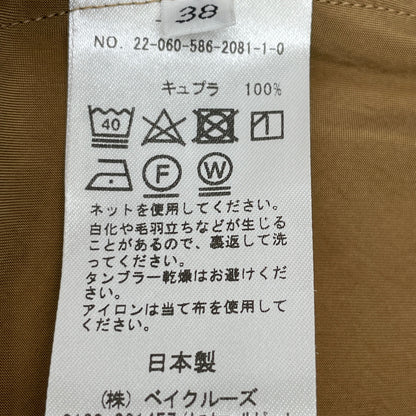 38
NO. 22-060-586-2081-1-0
キュプラ 100%
40
F W
ネットを使用してください。
白化や毛羽立ちなどが生じる
ことがあるので、裏返して洗
ってください。
タンブラー乾燥はお避けくだ
さい。
アイロンは当て布を使用して
ください。
日本製
(株) ベイクルーズ